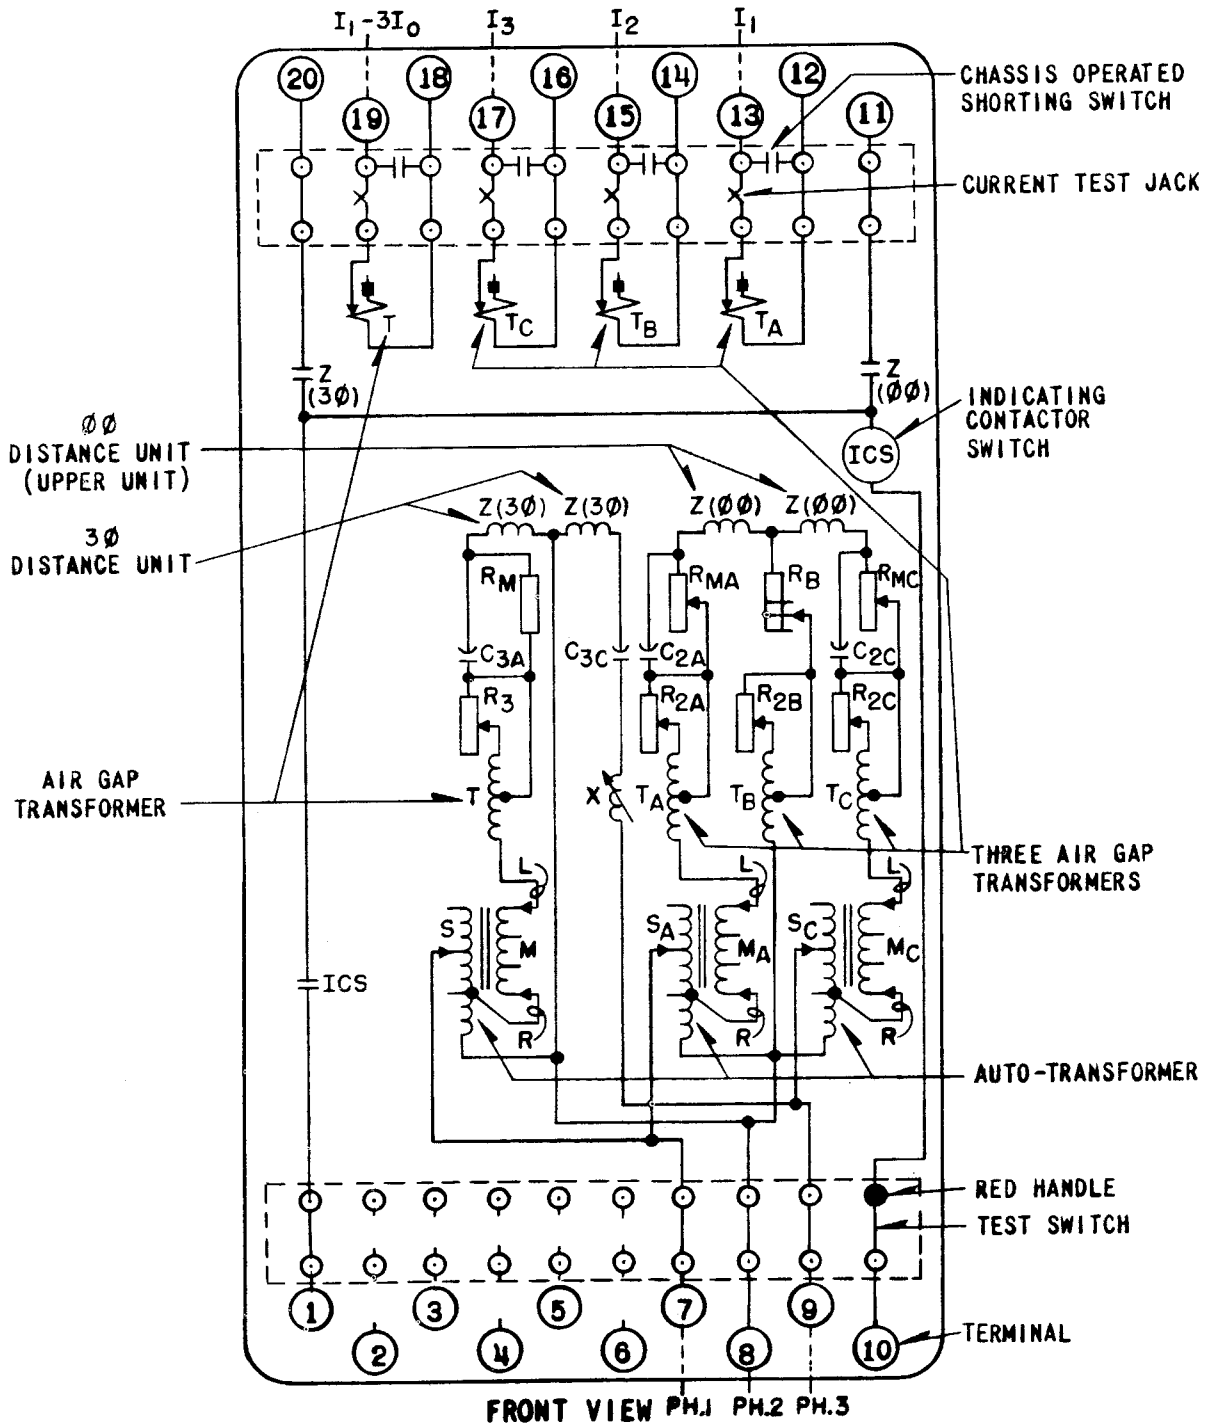 I1-3I0 I3 I2 I1
20 18 16 14 12
19 17 15 13 11
CHASSIS OPERATED
SHORTING SWITCH
CURRENT TEST JACK
T TC TB TA
Z
(3Ø)
Z
(ØØ)
INDICATING
CONTACTOR
SWITCH
ICS
ØØ
DISTANCE UNIT
(UPPER UNIT)
3Ø
DISTANCE UNIT
Z(3Ø) Z(3Ø) Z(ØØ) Z(ØØ)
RM RMA RB RMC
C3A C3C C2A C2C
R3 R2A R2B R2C
AIR GAP
TRANSFORMER
T X TA TB TC
THREE AIR GAP
TRANSFORMERS
L L L
S M SA MA SC MC
ICS
R R R
AUTO-TRANSFORMER
RED HANDLE
TEST SWITCH
1 3 5 7 9
2 4 6 8 10
TERMINAL
FRONT VIEW PH.1 PH.2 PH.3